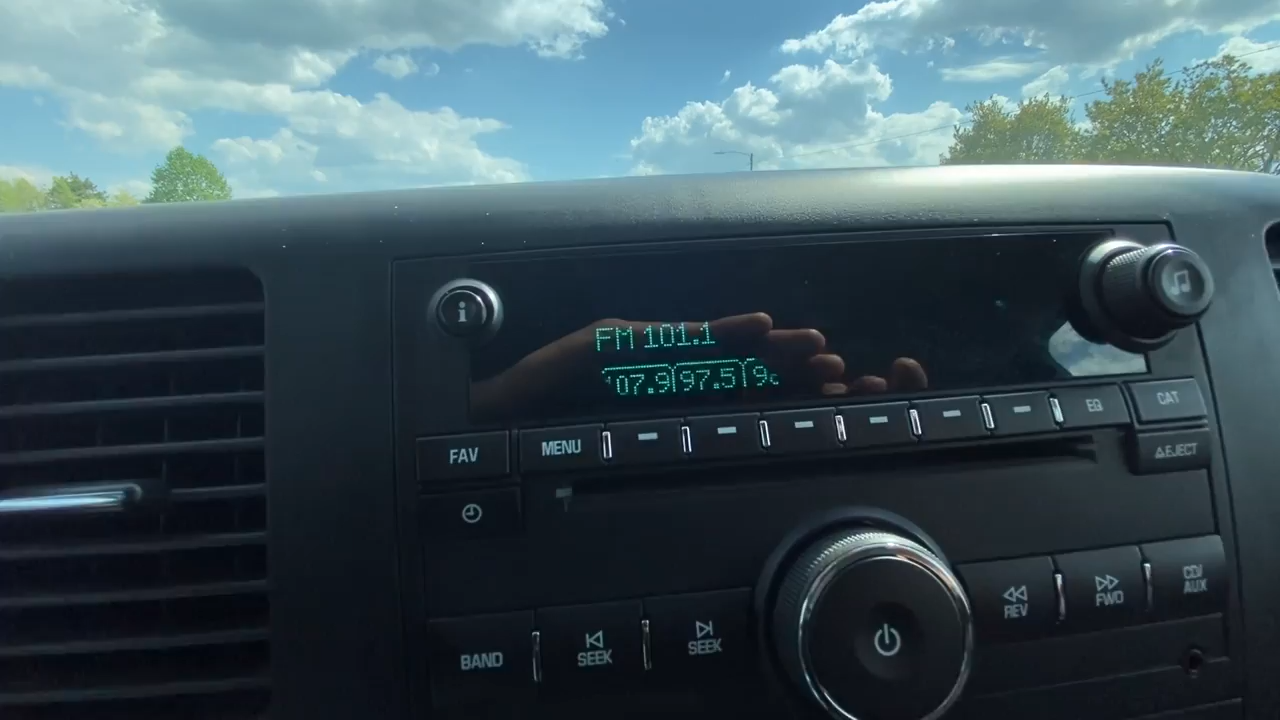 i
FM 101.1
07.9 97.5 9
FAV
MENU
EQ
CAT
EJECT
BAND
SEEK
SEEK
REV
FWD
CD/
AUX